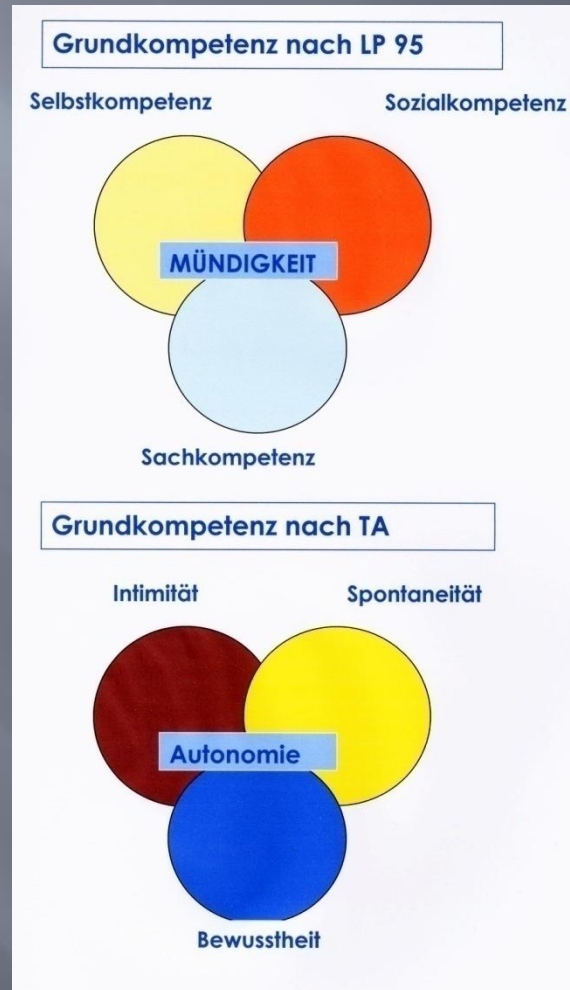 Grundkompetenz nach LP 95
Selbstkompetenz
Sozialkompetenz
MÜNDIGKEIT
Sachkompetenz
Grundkompetenz nach TA
Intimität
Spontaneität
Autonomie
Bewusstheit